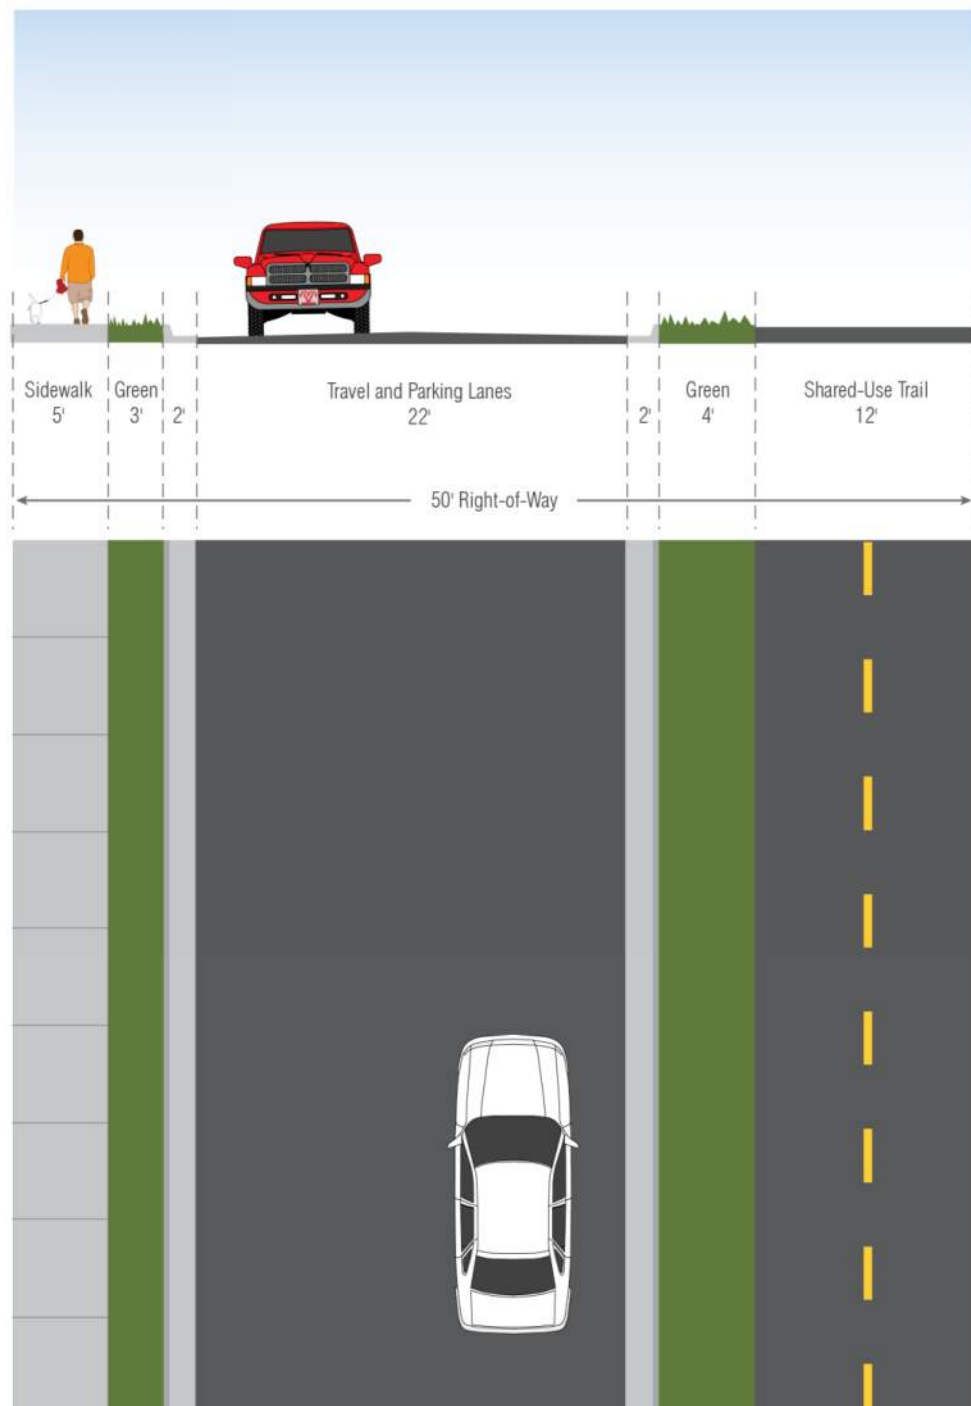 Sidewalk
5'
Green
3'
2'
Travel and Parking Lanes
22'
2'
Green
4'
Shared-Use Trail
12'
50' Right-of-Way